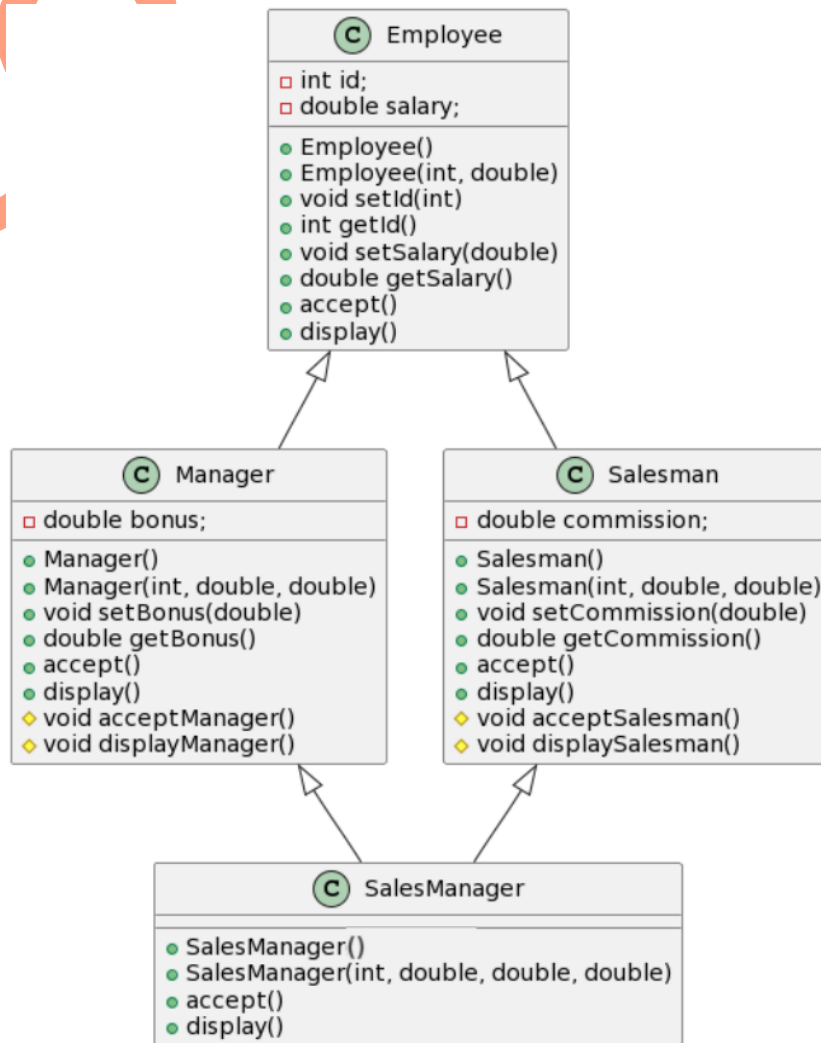 C Employee
int id;
double salary;
Employee()
Employee(int, double)
void setId(int)
int getId()
void setSalary(double)
double getSalary()
accept()
display()
C Manager
double bonus;
Manager()
Manager(int, double, double)
void setBonus(double)
double getBonus()
accept()
display()
void acceptManager()
void displayManager()
C Salesman
double commission;
Salesman()
Salesman(int, double, double)
void setCommission(double)
double getCommission()
accept()
display()
void acceptSalesman()
void displaySalesman()
C SalesManager
SalesManager()
SalesManager(int, double, double, double)
accept()
display()